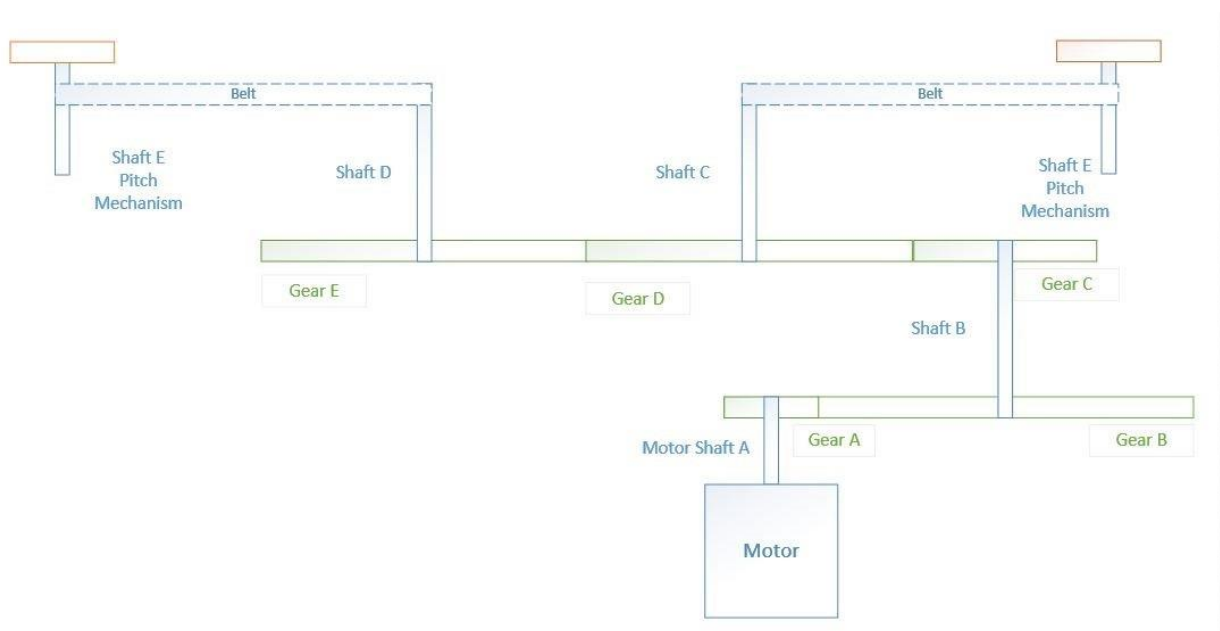 Belt
Belt
Shaft E
Pitch
Mechanism
Shaft D
Shaft C
Shaft E
Pitch
Mechanism
Gear E
Gear D
Gear C
Shaft B
Motor Shaft A
Gear A
Gear B
Motor